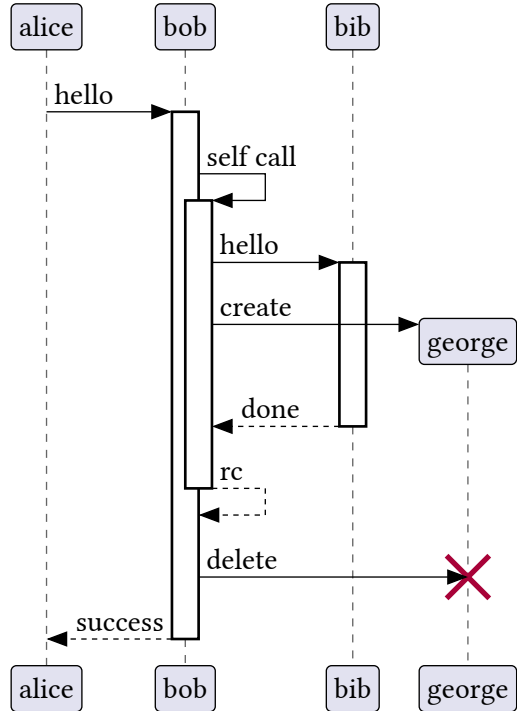 alice bob bib
hello
self call
hello
create
george
done
rc
delete
success
alice bob bib george